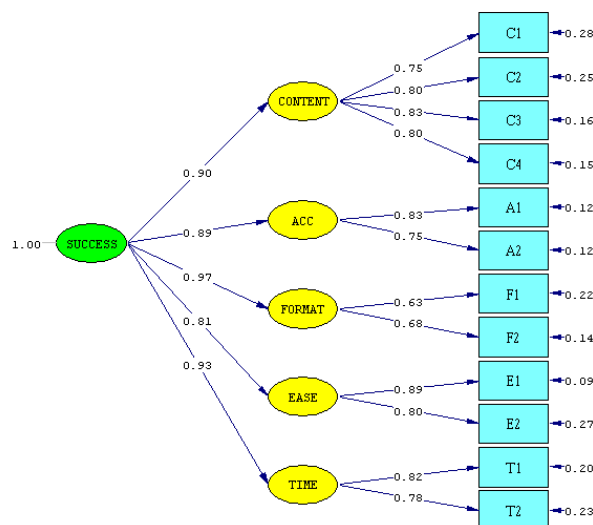 C1
0.28
0.75
C2
0.25
0.80
CONTENT
0.83
C3
0.16
0.80
C4
0.15
0.90
A1
0.12
0.83
ACC
0.75
A2
0.12
0.89
1.00
SUCCESS
0.97
F1
0.22
0.63
FORMAT
0.68
F2
0.14
0.81
E1
0.09
0.89
EASE
0.80
E2
0.27
0.93
T1
0.20
0.82
TIME
0.78
T2
0.23